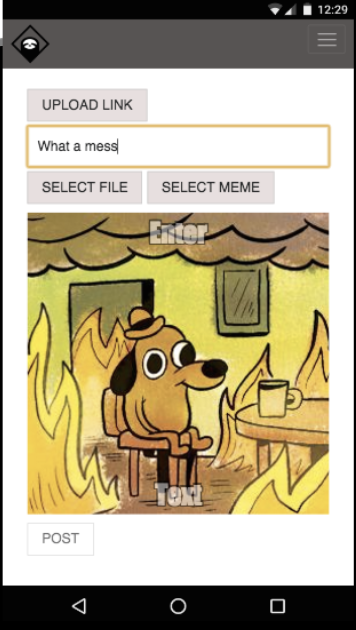 12:29
UPLOAD LINK
What a mess
SELECT FILE SELECT MEME
Enter
Text
POST